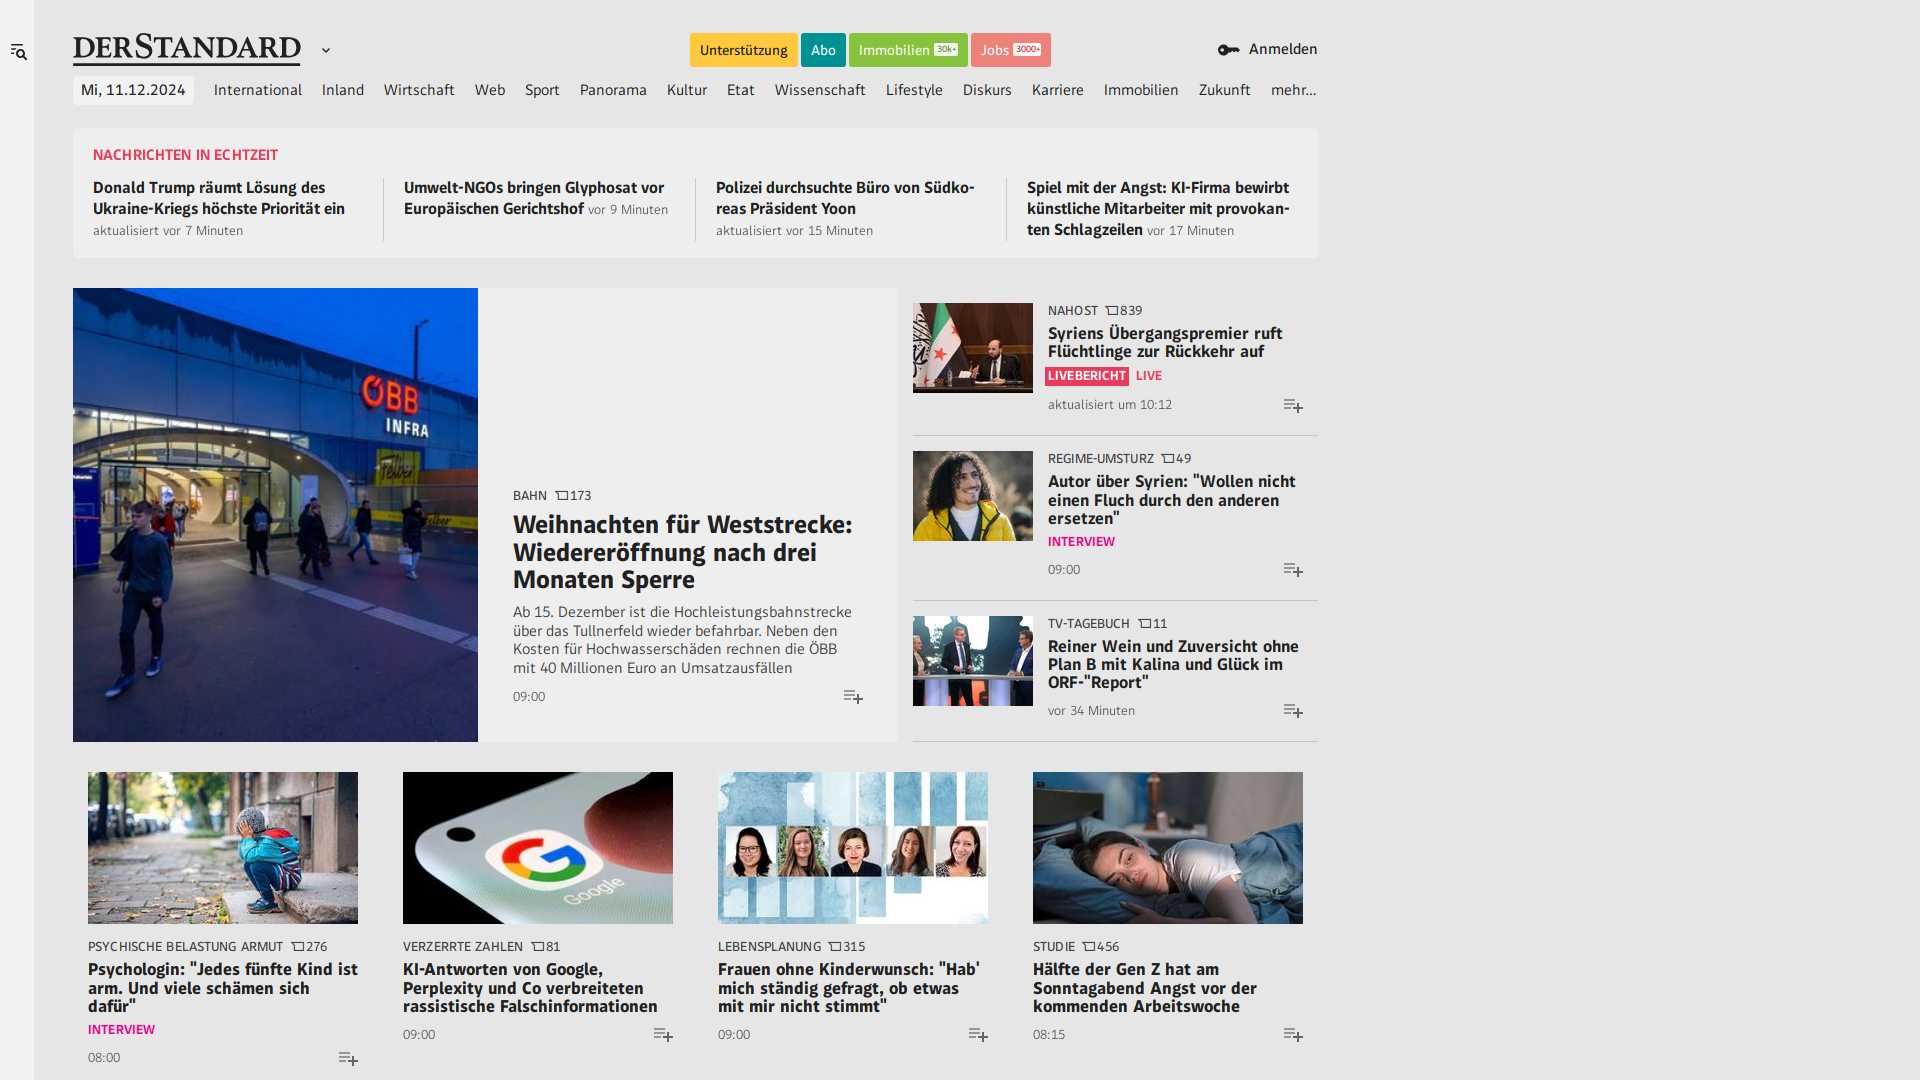 DERSTANDARD
Unterstützung
Abo
Immobilien 30k+
Jobs 3000+
Anmelden
Mi, 11.12.2024 International Inland Wirtschaft Web Sport Panorama Kultur Etat Wissenschaft Lifestyle Diskurs Karriere Immobilien Zukunft mehr…
NACHRICHTEN IN ECHTZEIT
Donald Trump räumt Lösung des
Ukraine-Kriegs höchste Priorität ein
aktualisiert vor 7 Minuten
Umwelt-NGOs bringen Glyphosat vor
Europäischen Gerichtshof vor 9 Minuten
Polizei durchsuchte Büro von Südko-
reas Präsident Yoon
aktualisiert vor 15 Minuten
Spiel mit der Angst: KI-Firma bewirbt
künstliche Mitarbeiter mit provokan-
ten Schlagzeilen vor 17 Minuten
ÖBB
INFRA
Felber
BAHN 173
Weihnachten für Weststrecke:
Wiedereröffnung nach drei
Monaten Sperre
Ab 15. Dezember ist die Hochleistungsbahnstrecke
über das Tullnerfeld wieder befahrbar. Neben den
Kosten für Hochwasserschäden rechnen die ÖBB
mit 40 Millionen Euro an Umsatzausfällen
09:00
NAHOST 839
Syriens Übergangspremier ruft
Flüchtlinge zur Rückkehr auf
LIVEBERICHT LIVE
aktualisiert um 10:12
REGIME-UMSTURZ 49
Autor über Syrien: "Wollen nicht
einen Fluch durch den anderen
ersetzen"
INTERVIEW
09:00
TV-TAGEBUCH 11
Reiner Wein und Zuversicht ohne
Plan B mit Kalina und Glück im
ORF-"Report"
vor 34 Minuten
PSYCHISCHE BELASTUNG ARMUT 276
Psychologin: "Jedes fünfte Kind ist
arm. Und viele schämen sich
dafür"
INTERVIEW
08:00
Google
VERZERRTE ZAHLEN 81
KI-Antworten von Google,
Perplexity und Co verbreiteten
rassistische Falschinformationen
09:00
LEBENSPLANUNG 315
Frauen ohne Kinderwunsch: "Hab'
mich ständig gefragt, ob etwas
mit mir nicht stimmt"
09:00
STUDIE 456
Hälfte der Gen Z hat am
Sonntagabend Angst vor der
kommenden Arbeitswoche
08:15